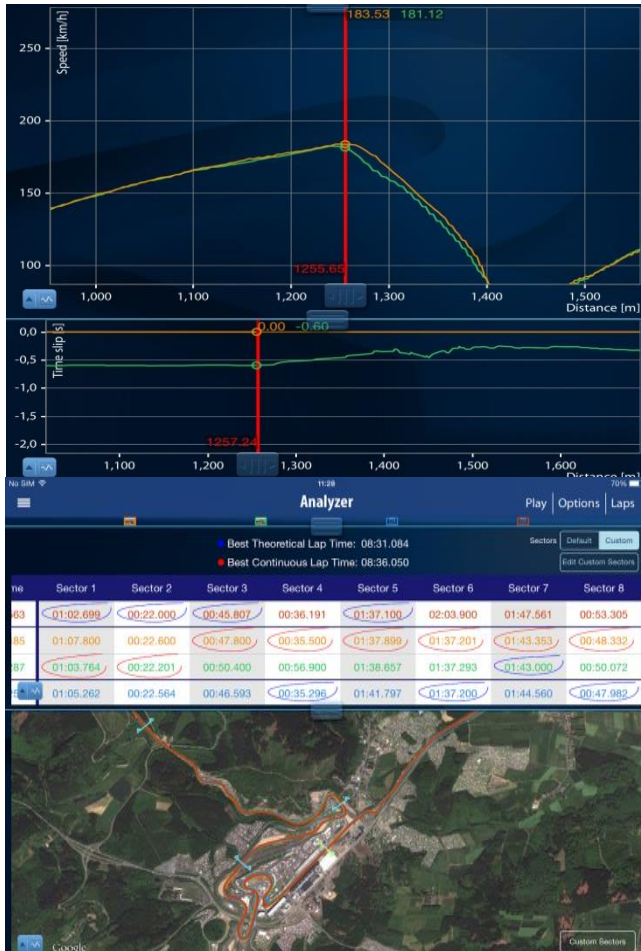 183.53 181.12
Speed [km/h]
250
200
150
100
1255.65
1,000 1,100 1,200 1,300 1,400 1,500
Distance [m]
Time slip [s]
0,0
-0,5
-1,0
-1,5
-2,0
0.00 -0.60
1257.24
1,100 1,200 1,300 1,400 1,500 1,600
Distance [m]
No SIM 11:28 70%
Analyzer Play Options Laps
Best Theoretical Lap Time: 08:31.084
Best Continuous Lap Time: 08:36.050
Sectors Default Custom
Edit Custom Sectors
me Sector 1 Sector 2 Sector 3 Sector 4 Sector 5 Sector 6 Sector 7 Sector 8
463 01:02.699 00:22.000 00:45.807 00:36.191 01:37.100 02:03.900 01:47.561 00:53.305
485 01:07.800 00:22.600 00:47.800 00:35.500 01:37.899 01:37.201 01:43.353 00:48.332
287 01:03.764 00:22.201 00:50.400 00:56.900 01:38.657 01:37.293 01:43.000 00:50.072
01:05.262 00:22.564 00:46.593 00:35.296 01:41.797 01:37.200 01:44.560 00:47.982
Google
Custom Sectors